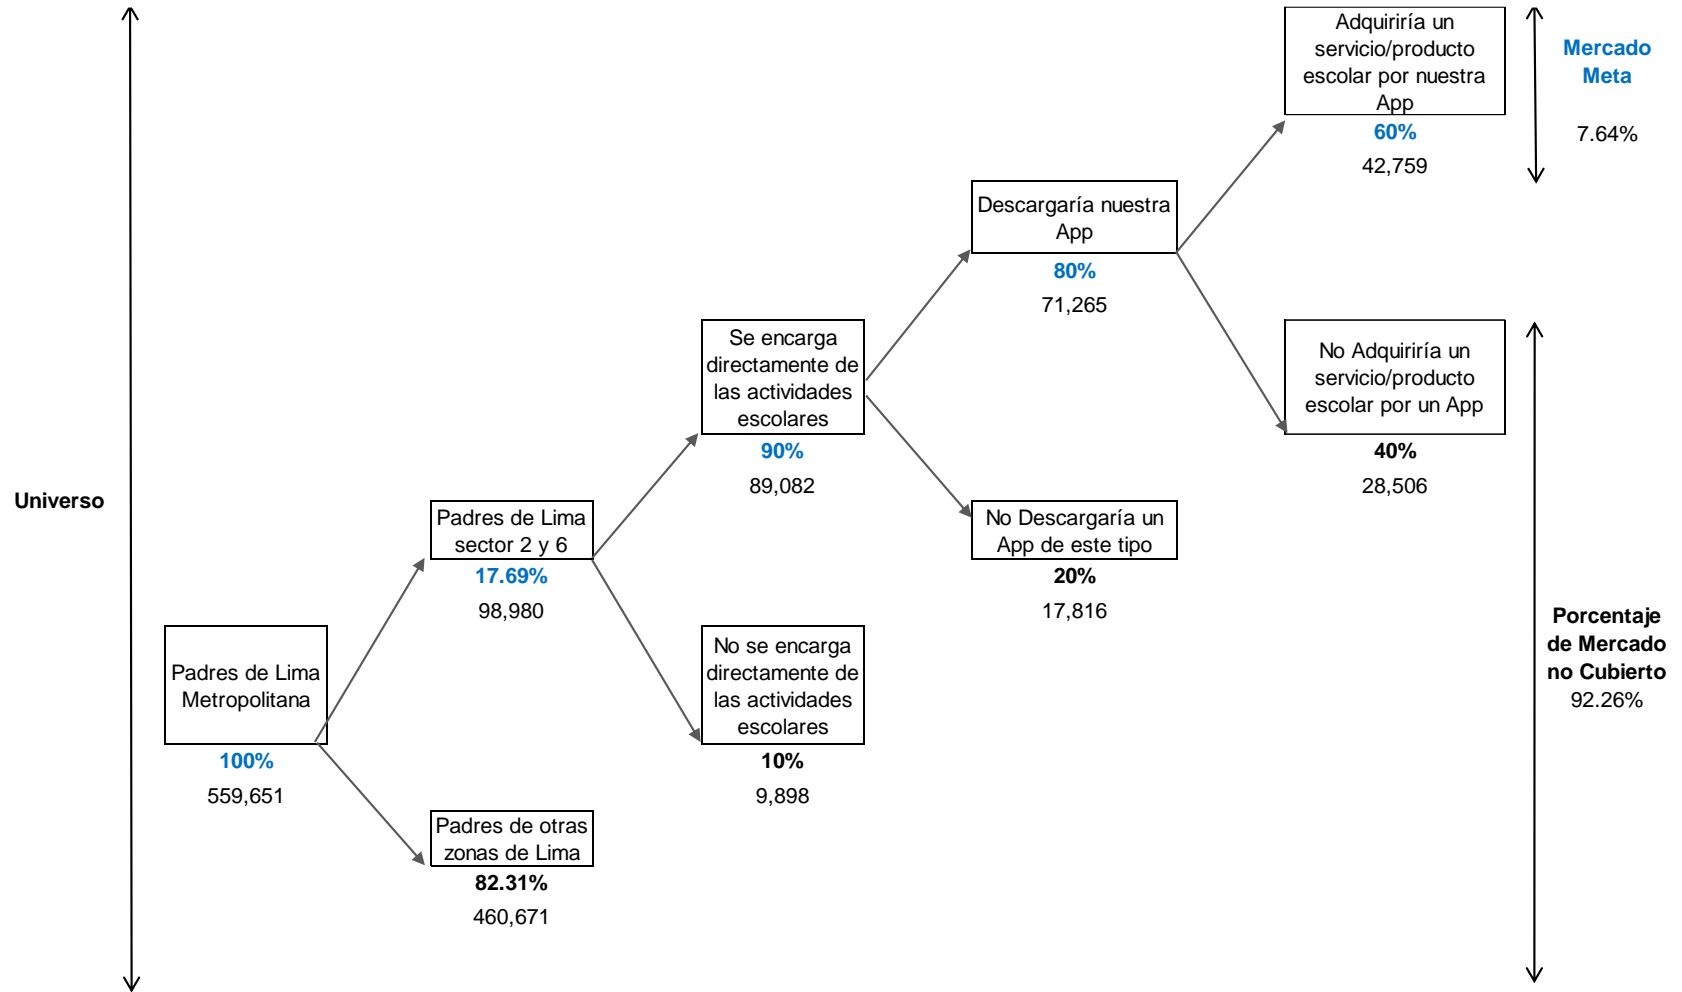 Universo
Padres de Lima
Metropolitana
100%
559,651
Padres de Lima
sector 2 y 6
17.69%
98,980
Padres de otras
zonas de Lima
82.31%
460,671
Se encarga
directamente de
las actividades
escolares
90%
89,082
No se encarga
directamente de
las actividades
escolares
10%
9,898
Descargaría nuestra
App
80%
71,265
No Descargaría un
App de este tipo
20%
17,816
Adquiriría un
servicio/producto
escolar por nuestra
App
60%
42,759
No Adquiriría un
servicio/producto
escolar por un App
40%
28,506
Mercado
Meta
7.64%
Porcentaje
de Mercado
no Cubierto
92.26%